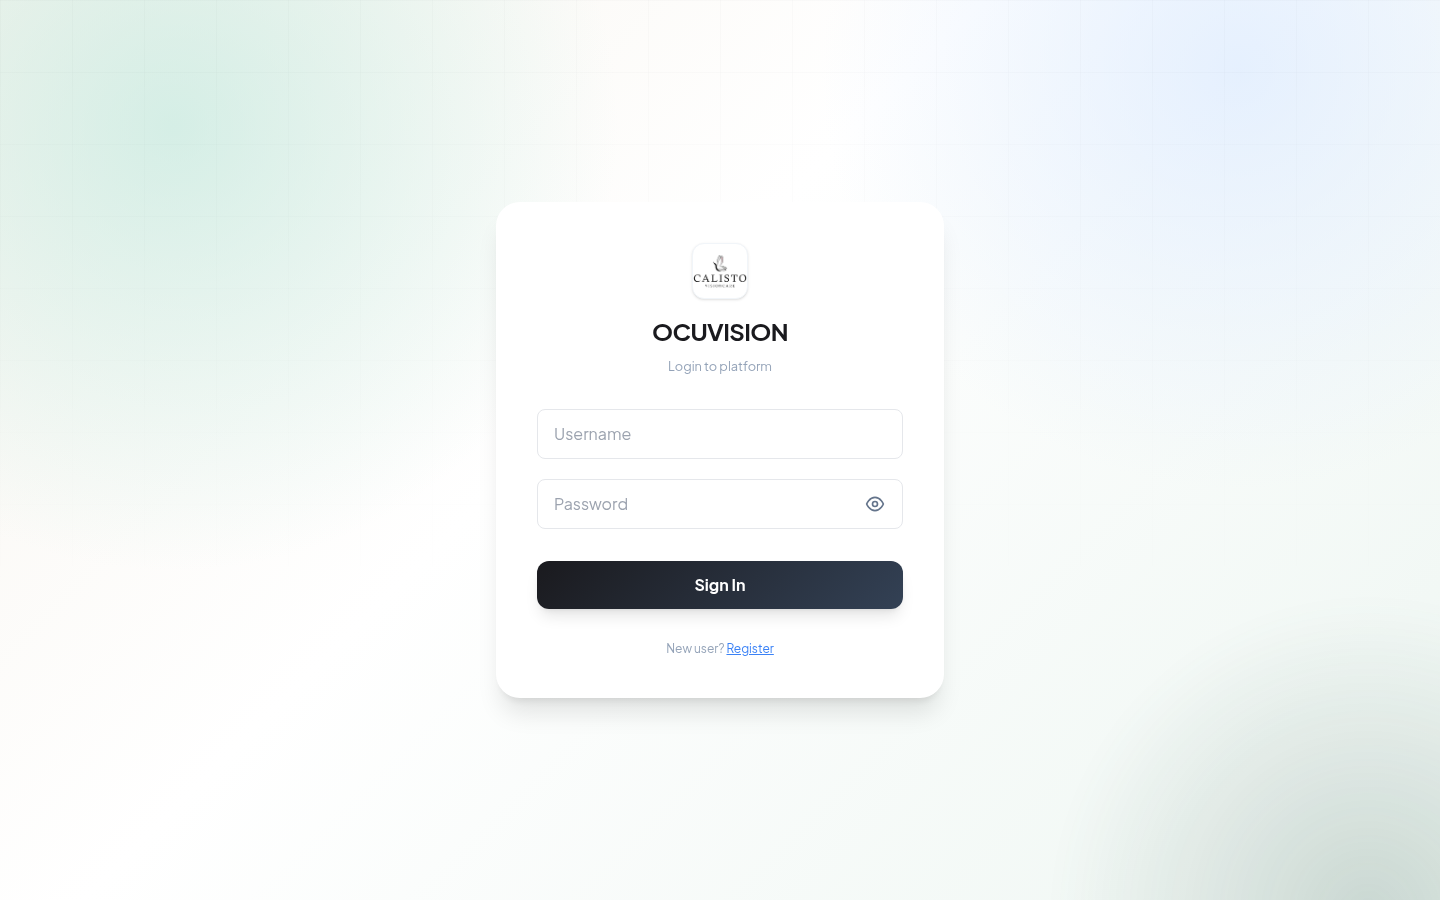 CALISTO
OCUVISION
Login to platform
Username
Password
Sign In
New user? Register